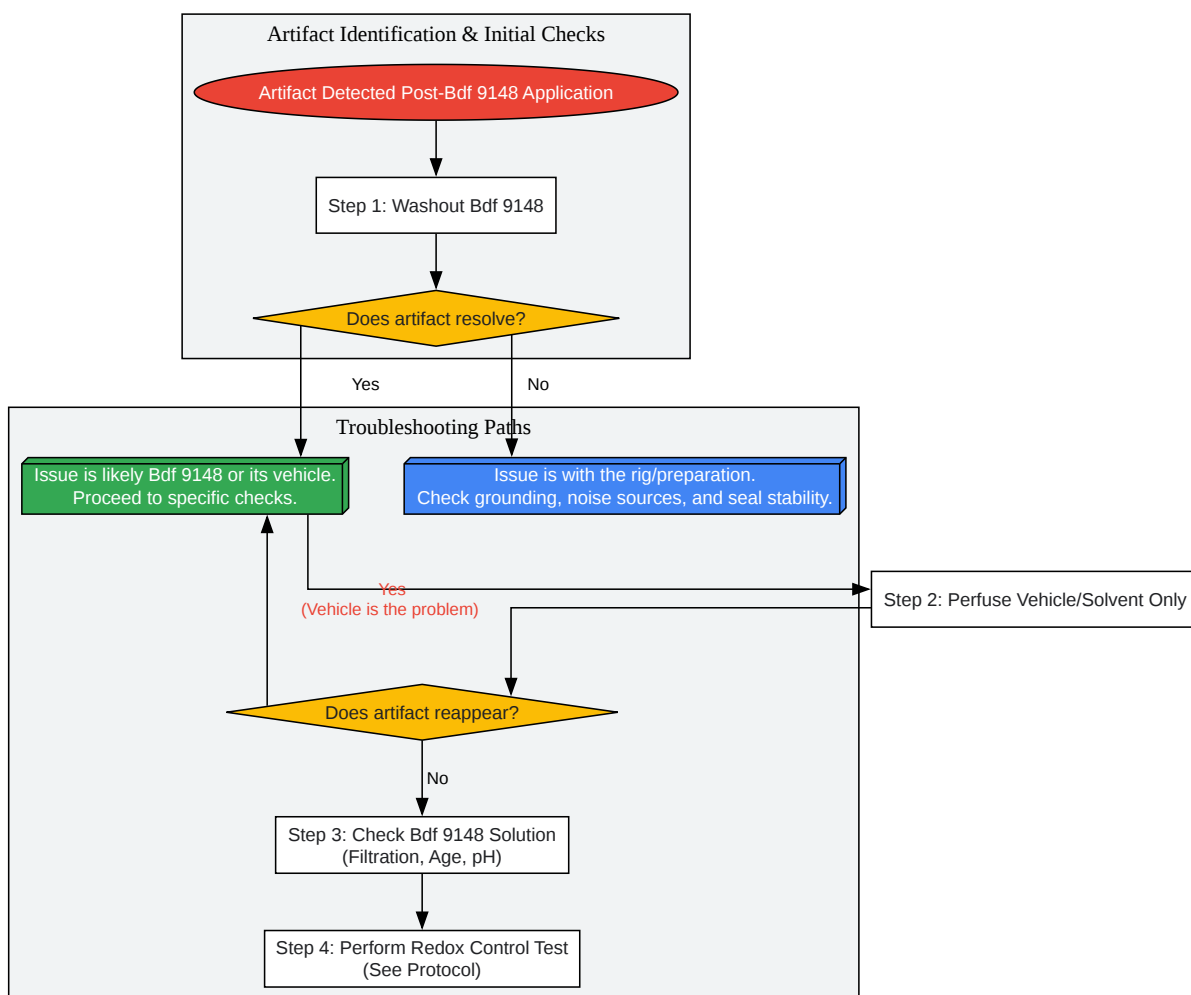 Artifact Identification & Initial Checks
Artifact Detected Post-Bdf 9148 Application
Step 1: Washout Bdf 9148
Does artifact resolve?
Yes
No
Troubleshooting Paths
Issue is likely Bdf 9148 or its vehicle.
Proceed to specific checks.
Issue is with the rig/preparation.
Check grounding, noise sources, and seal stability.
Yes
(Vehicle is the problem)
Step 2: Perfuse Vehicle/Solvent Only
Does artifact reappear?
No
Step 3: Check Bdf 9148 Solution
(Filtration, Age, pH)
Step 4: Perform Redox Control Test
(See Protocol)